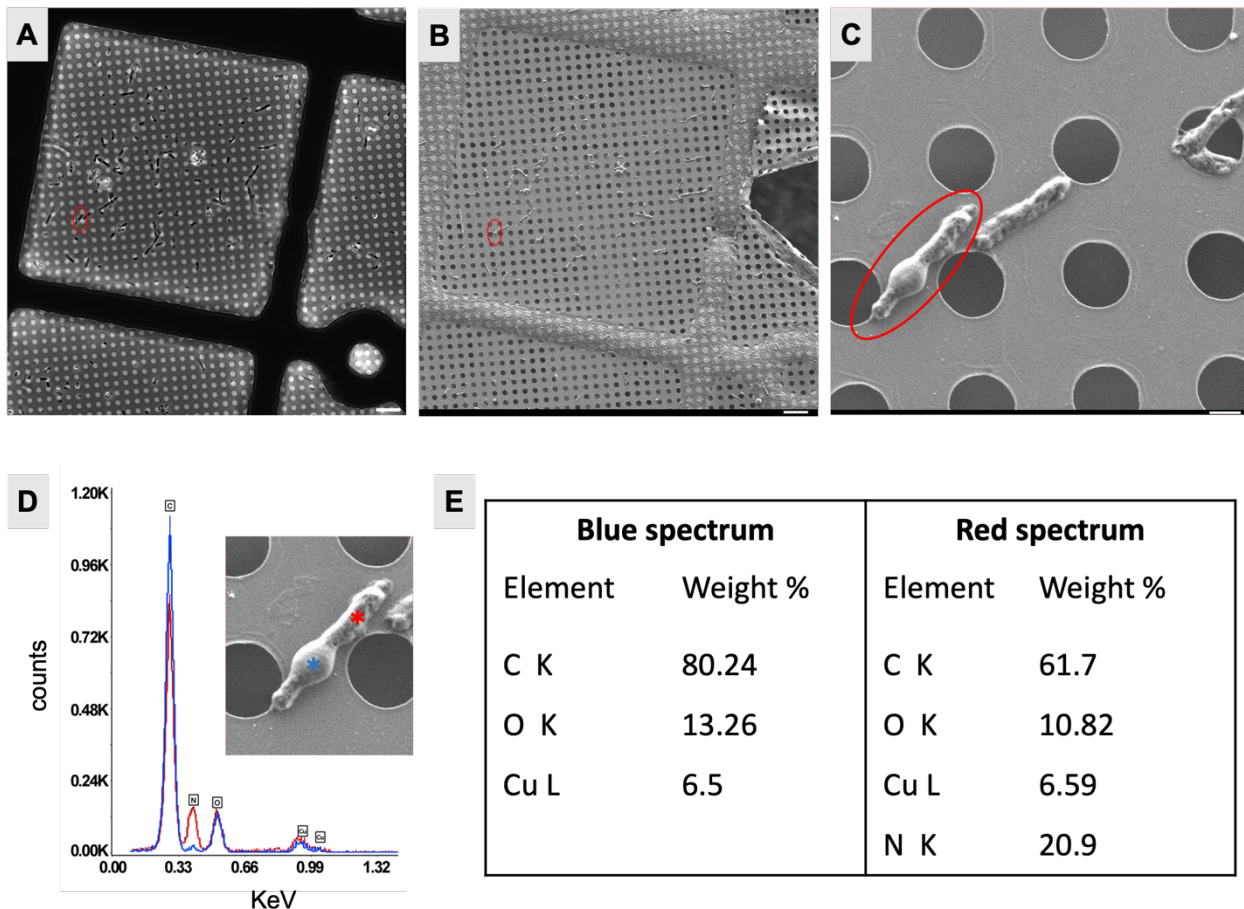 A
B
C
D
1.20K
0.96K
0.72K
0.48K
0.24K
0.00K
counts
C
N
O
Cu
Cu
*
*
0.00
0.33
0.66
0.99
1.32
KeV
E
Blue spectrum
Element Weight %
C K 80.24
O K 13.26
Cu L 6.5
Red spectrum
Element Weight %
C K 61.7
O K 10.82
Cu L 6.59
N K 20.9